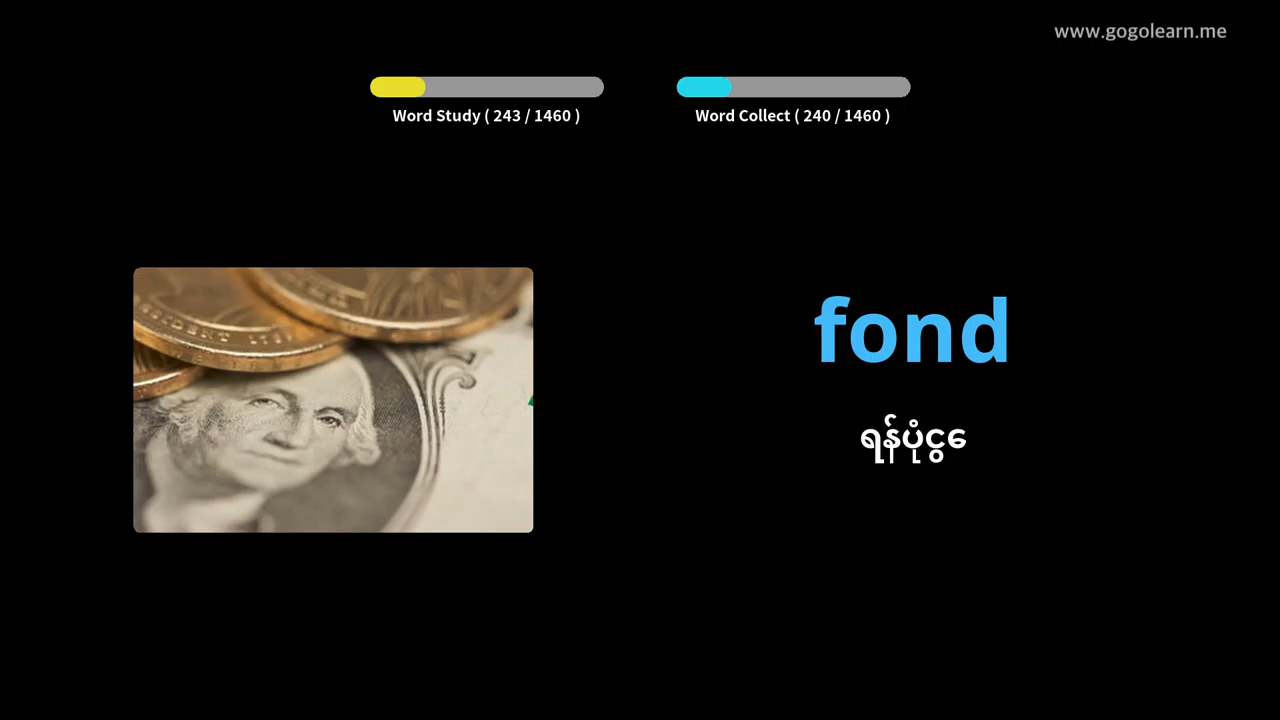 www.gogolearn.me
Word Study ( 243 / 1460 )
Word Collect ( 240 / 1460 )
fond
ရန်ပုံငွေ